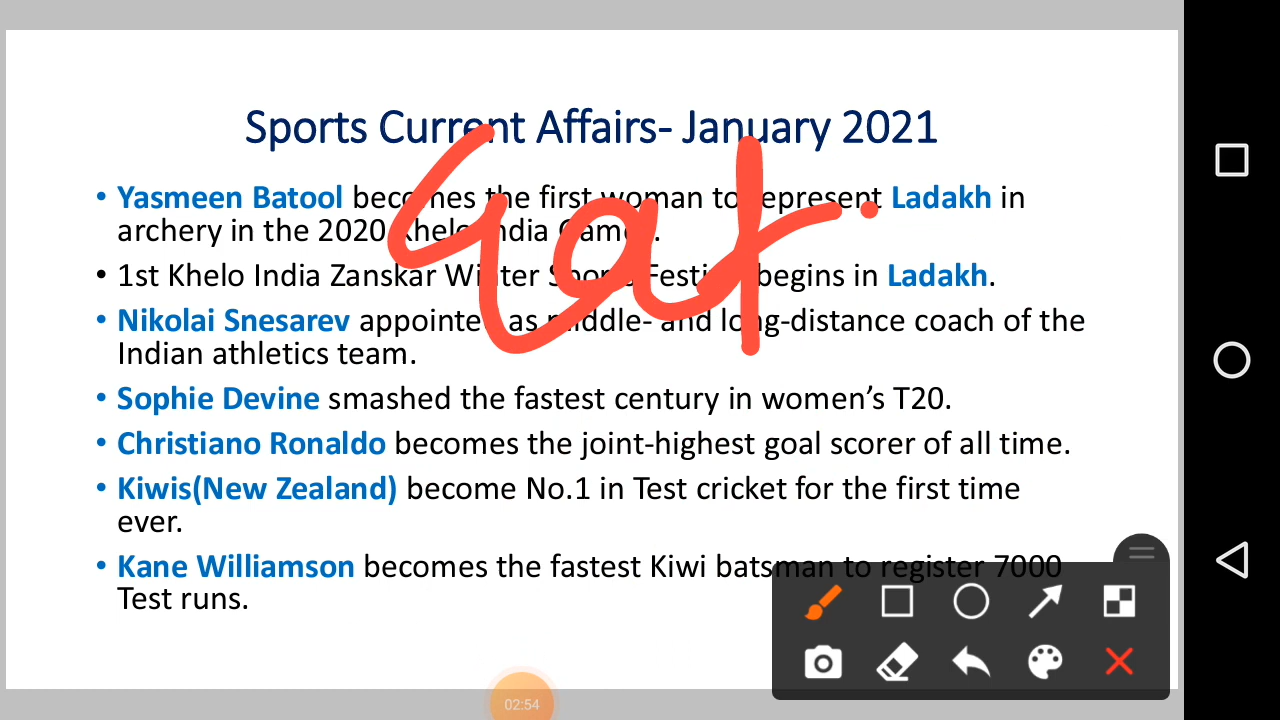 Sports Current Affairs- January 2021
• Yasmeen Batool becomes the first woman to represent Ladakh in
archery in the 2020 Khelo India Games.
• 1st Khelo India Zanskar Winter Sports Festival begins in Ladakh.
• Nikolai Snesarev appointed as middle- and long-distance coach of the
Indian athletics team.
• Sophie Devine smashed the fastest century in women’s T20.
• Christiano Ronaldo becomes the joint-highest goal scorer of all time.
• Kiwis(New Zealand) become No.1 in Test cricket for the first time
ever.
• Kane Williamson becomes the fastest Kiwi batsman to register 7000
Test runs.
02:54